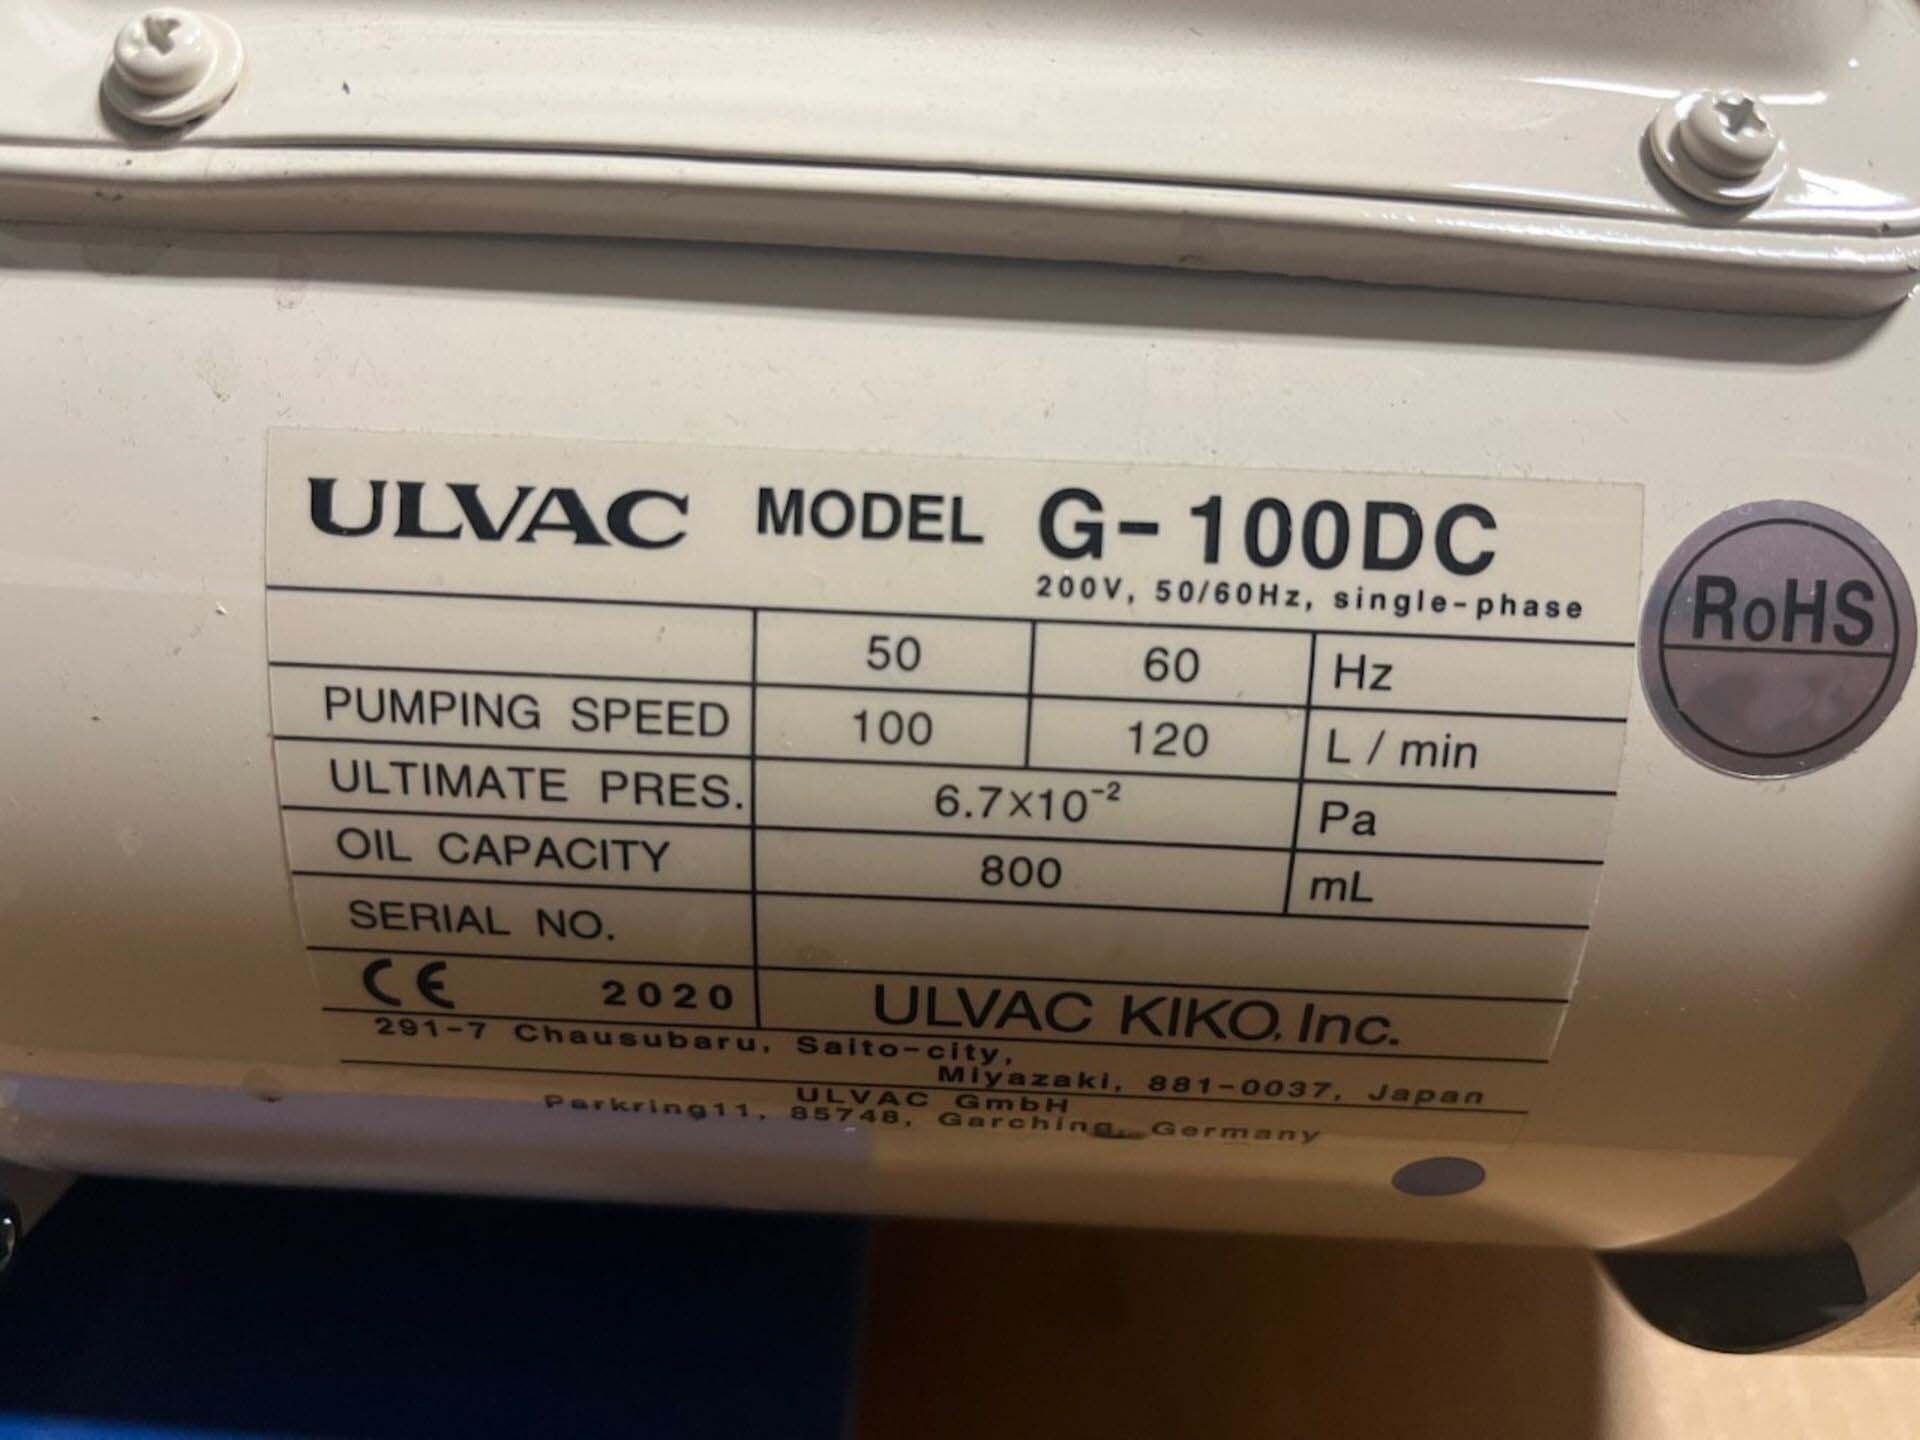 ULVAC MODEL G-100DC
200V, 50/60Hz, single-phase
50 60 Hz
PUMPING SPEED 100 120 L / min
ULTIMATE PRES. 6.7×10⁻² Pa
OIL CAPACITY 800 mL
SERIAL NO.
CE 2020 ULVAC KIKO, Inc.
291-7 Chausubaru, Saito-city,
Miyazaki, 881-0037, Japan
ULVAC GmbH
Parkring11, 85748, Garching, Germany
RoHS